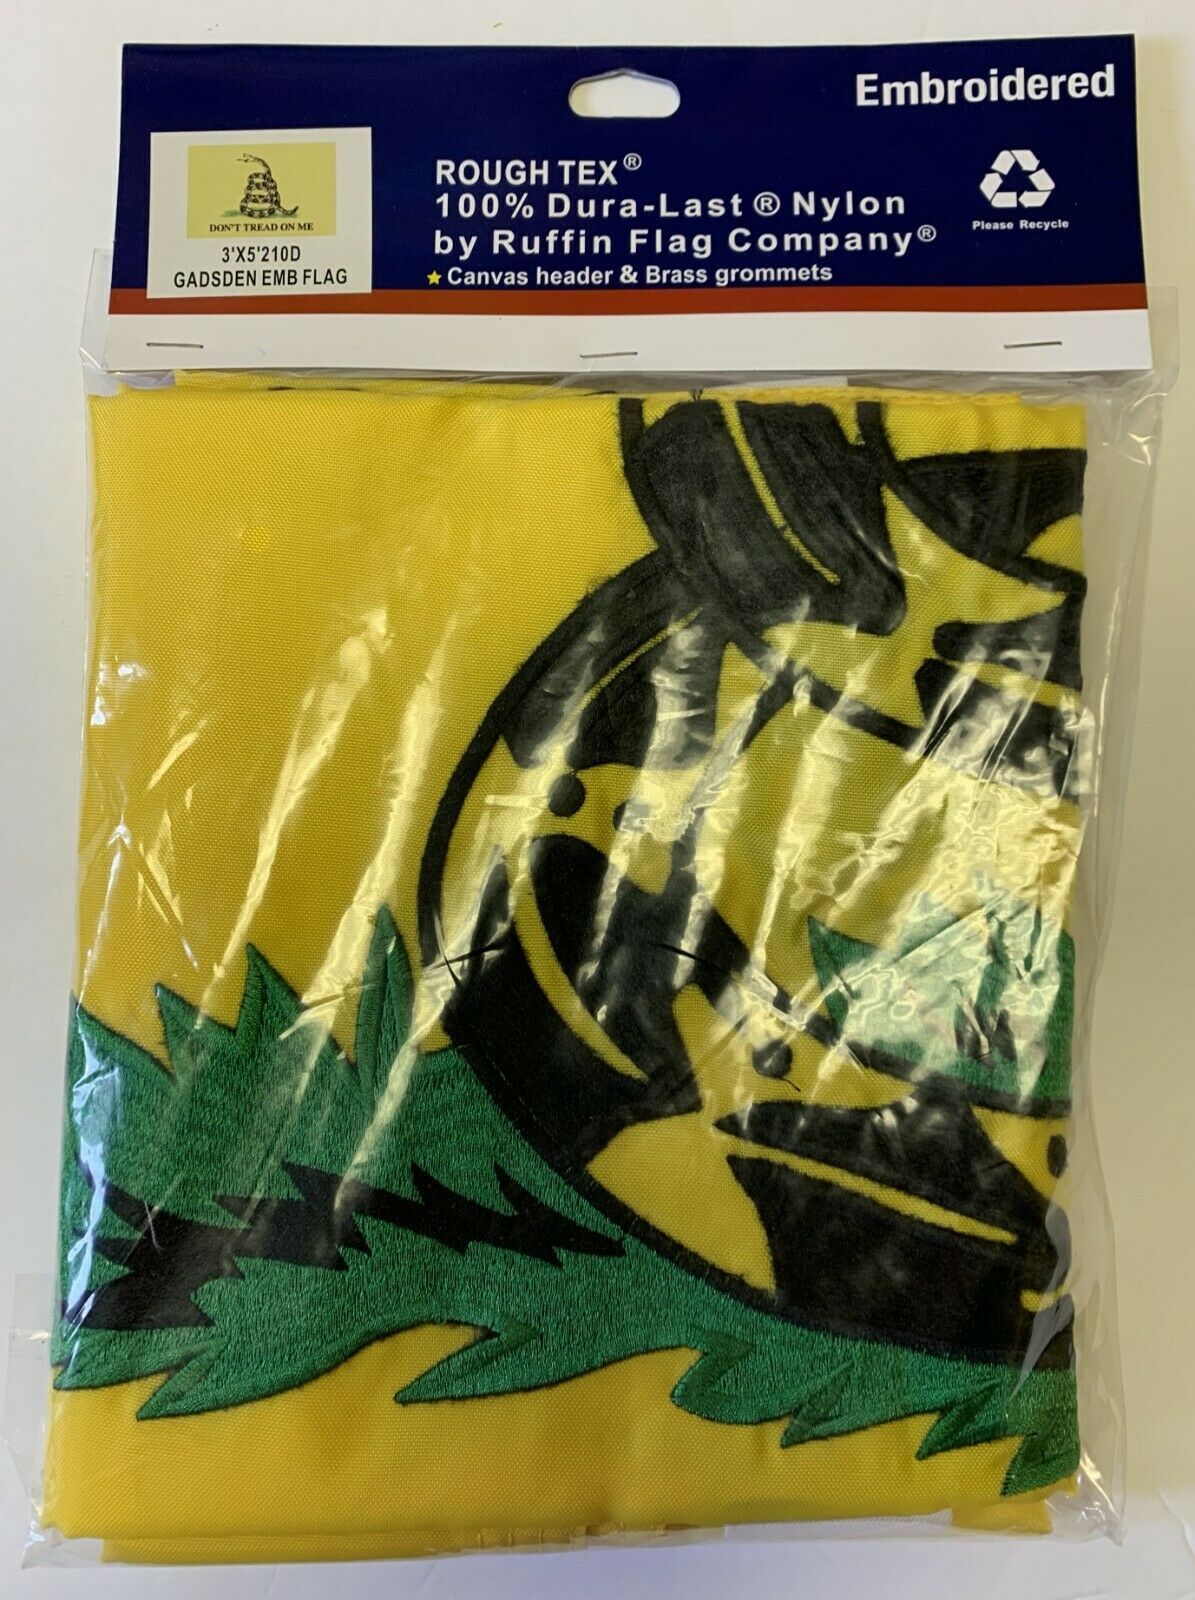 Embroidered
ROUGH TEX®
100% Dura-Last ® Nylon
by Ruffin Flag Company®
★ Canvas header & Brass grommets
Please Recycle
DON'T TREAD ON ME
3'X5'210D
GADSDEN EMB FLAG